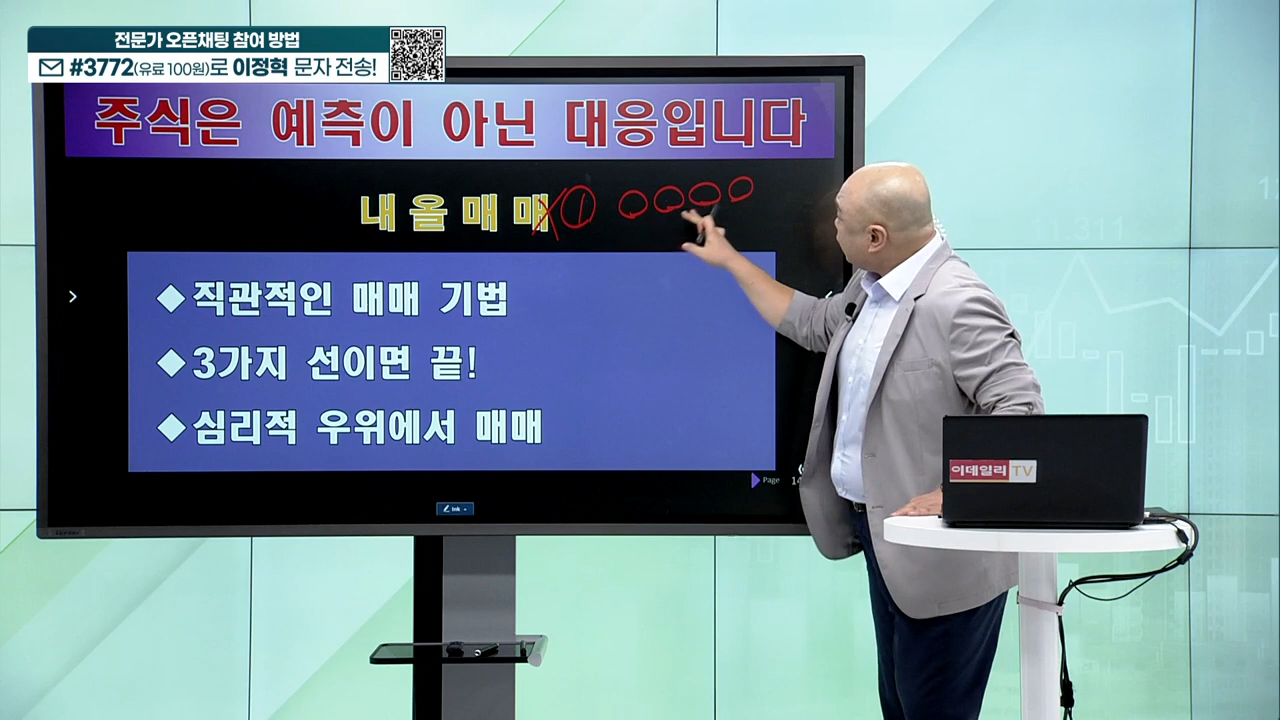 전문가 오픈채팅 참여 방법
#3772(유료 100원)로 이정혁 문자 전송!
주식은 예측이 아닌 대응입니다
내올매매
◆직관적인 매매 기법
◆3가지 선이면 끝!
◆심리적 우위에서 매매
Page
Ink
이데일리TV